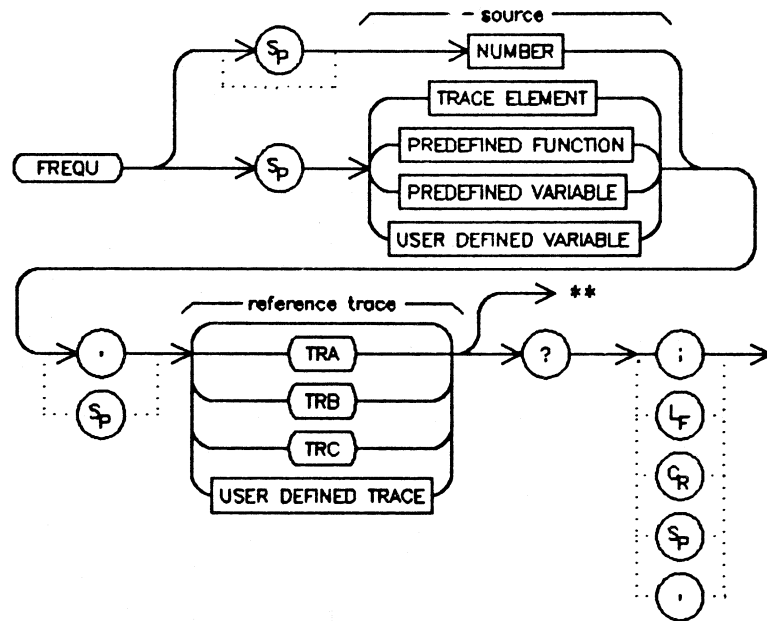 source
SP NUMBER
TRACE ELEMENT
PREDEFINED FUNCTION
FREQU SP
PREDEFINED VARIABLE
USER DEFINED VARIABLE
reference trace **
, TRA ? ;
SP TRB LF
TRC CR
USER DEFINED TRACE
SP
,